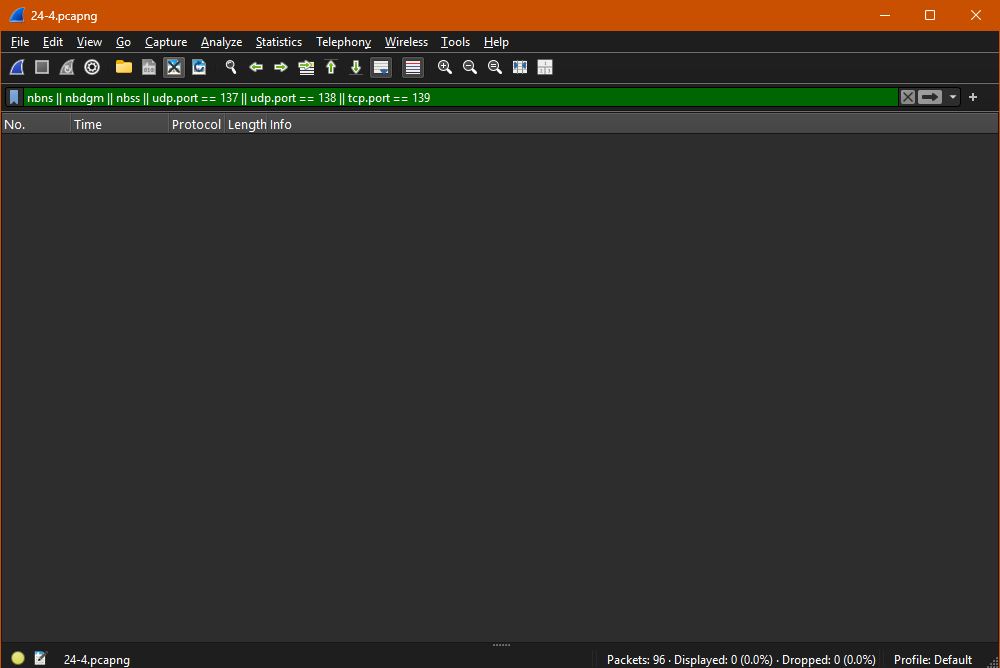 24-4.pcapng
File Edit View Go Capture Analyze Statistics Telephony Wireless Tools Help
nbns || nbdgm || nbss || udp.port == 137 || udp.port == 138 || tcp.port == 139
No. Time Protocol Length Info
24-4.pcapng Packets: 96 · Displayed: 0 (0.0%) · Dropped: 0 (0.0%) Profile: Default